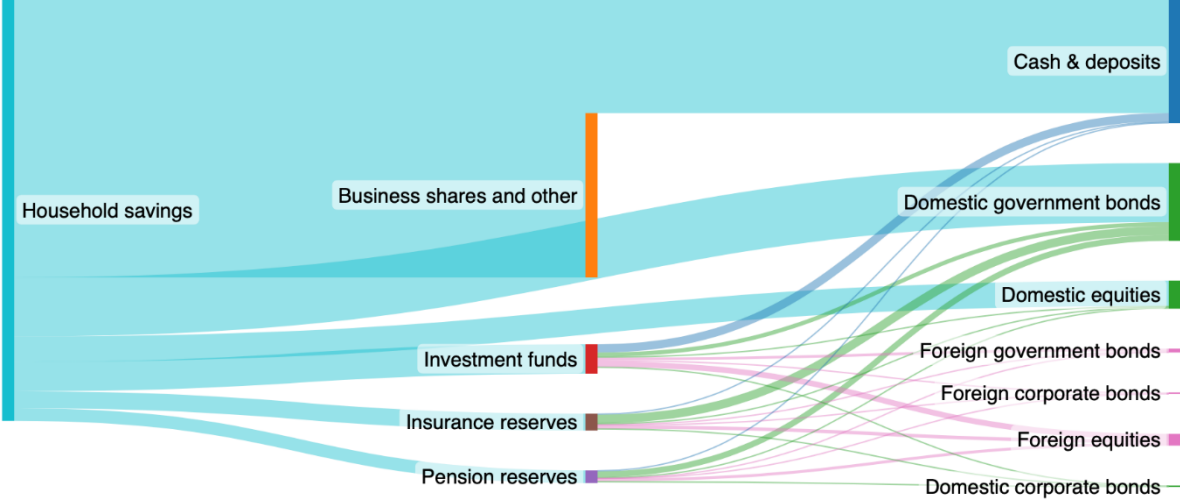 Cash & deposits
Business shares and other
Domestic government bonds
Household savings
Domestic equities
Investment funds
Foreign government bonds
Foreign corporate bonds
Insurance reserves
Foreign equities
Pension reserves
Domestic corporate bonds